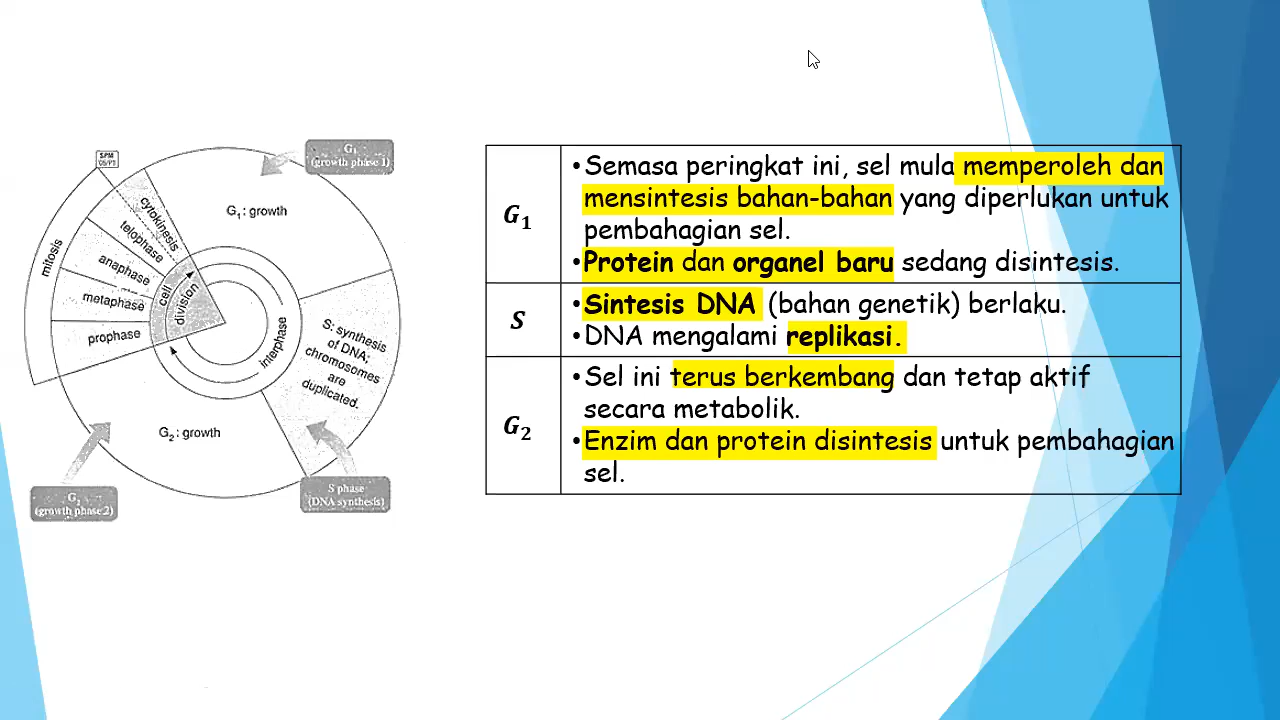 SPM
'05/P1
G₁
(growth phase 1)
G₁: growth
cytokinesis
telophase
anaphase
metaphase
prophase
mitosis
cell
division
interphase
S: synthesis
of DNA;
chromosomes
are
duplicated.
G₂: growth
G₂
(growth phase 2)
S phase
(DNA synthesis)
G₁
•Semasa peringkat ini, sel mula memperoleh dan
mensintesis bahan-bahan yang diperlukan untuk
pembahagian sel.
•Protein dan organel baru sedang disintesis.
S
•Sintesis DNA (bahan genetik) berlaku.
•DNA mengalami replikasi.
G₂
•Sel ini terus berkembang dan tetap aktif
secara metabolik.
•Enzim dan protein disintesis untuk pembahagian
sel.